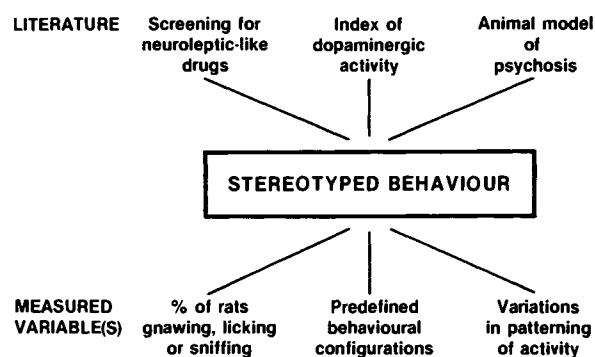 LITERATURE
Screening for
neuroleptic-like
drugs
Index of
dopaminergic
activity
Animal model
of
psychosis
STEREOTYPED BEHAVIOUR
MEASURED
VARIABLE(S)
% of rats
gnawing, licking
or sniffing
Predefined
behavioural
configurations
Variations
in patterning
of activity